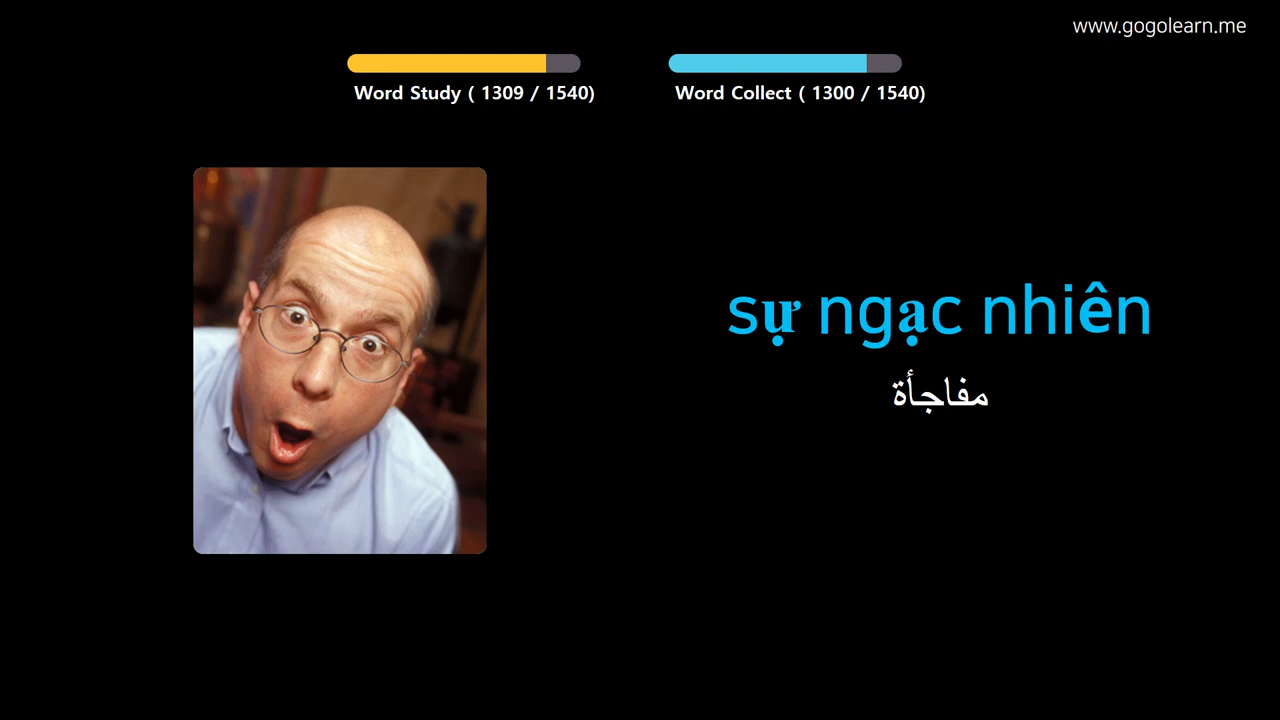 www.gogolearn.me
Word Study ( 1309 / 1540)
Word Collect ( 1300 / 1540)
sự ngạc nhiên
مفاجأة